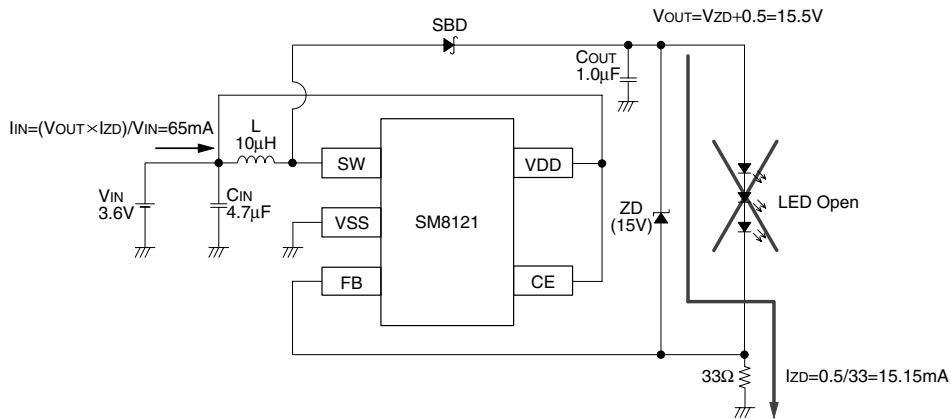 VOUT=VZD+0.5=15.5V
SBD
COUT
1.0μF
IIN=(VOUT×IZD)/VIN=65mA
L
10μH
SW
VDD
VIN
3.6V
CIN
4.7μF
VSS
SM8121
ZD
(15V)
LED Open
FB
CE
33Ω
IZD=0.5/33=15.15mA